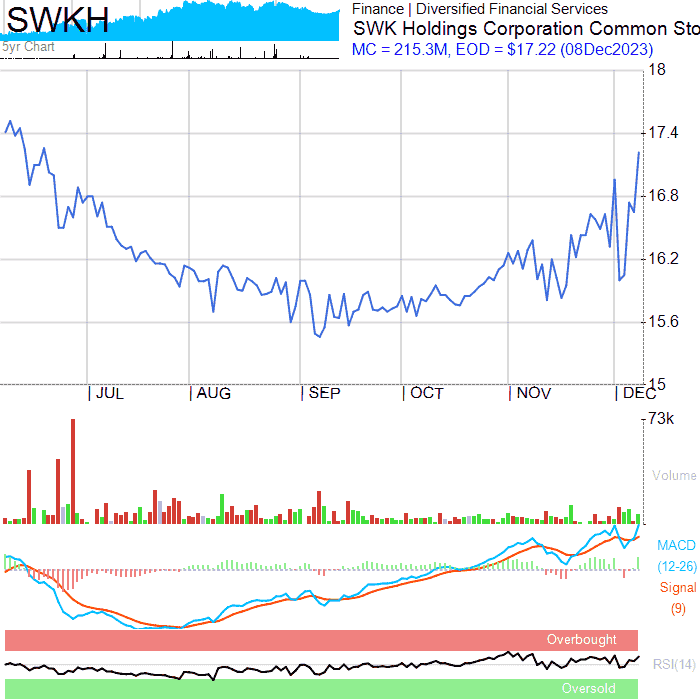 SWKH
5yr Chart
Finance | Diversified Financial Services
SWK Holdings Corporation Common Sto
MC = 215.3M, EOD = $17.22 (08Dec2023)
18
17.4
16.8
16.2
15.6
15
JUL AUG SEP OCT NOV DEC
73k
Volume
MACD
(12-26)
Signal
(9)
Overbought
RSI(14)
Oversold